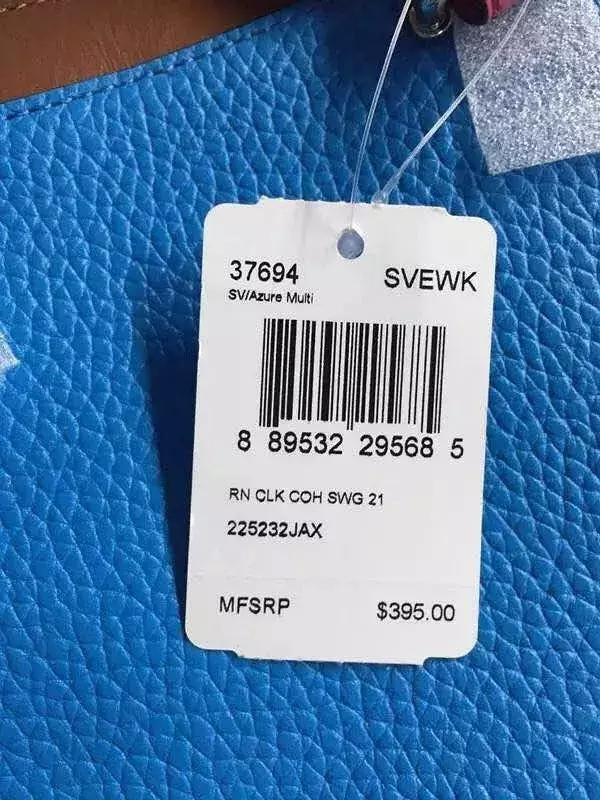 37694 SVEWK
SV/Azure Multi
8 89532 29568 5
RN CLK COH SWG 21
225232JAX
MFSRP $395.00